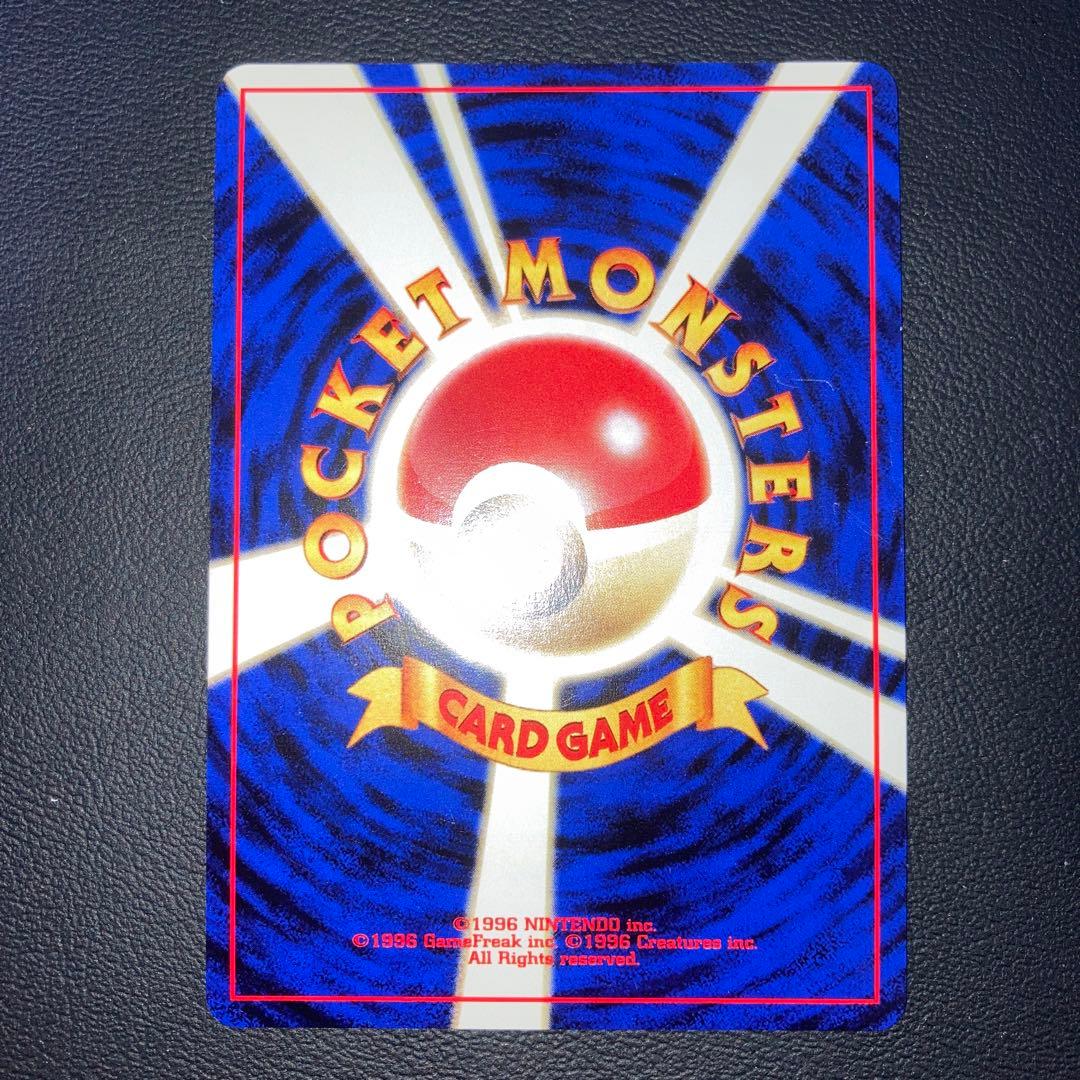 POCKET MONSTERS
CARD GAME
©1996 NINTENDO inc.
©1996 GameFreak inc. ©1996 Creatures inc.
All Rights reserved.